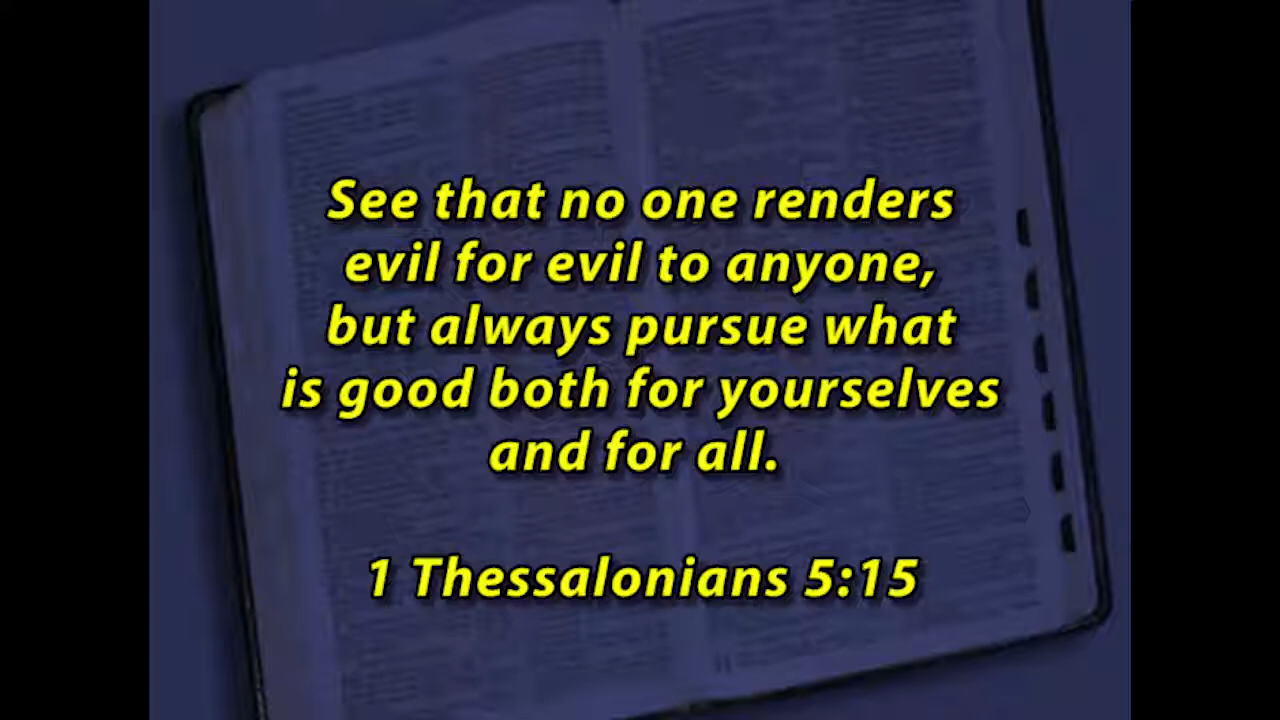 See that no one renders
evil for evil to anyone,
but always pursue what
is good both for yourselves
and for all.
1 Thessalonians 5:15